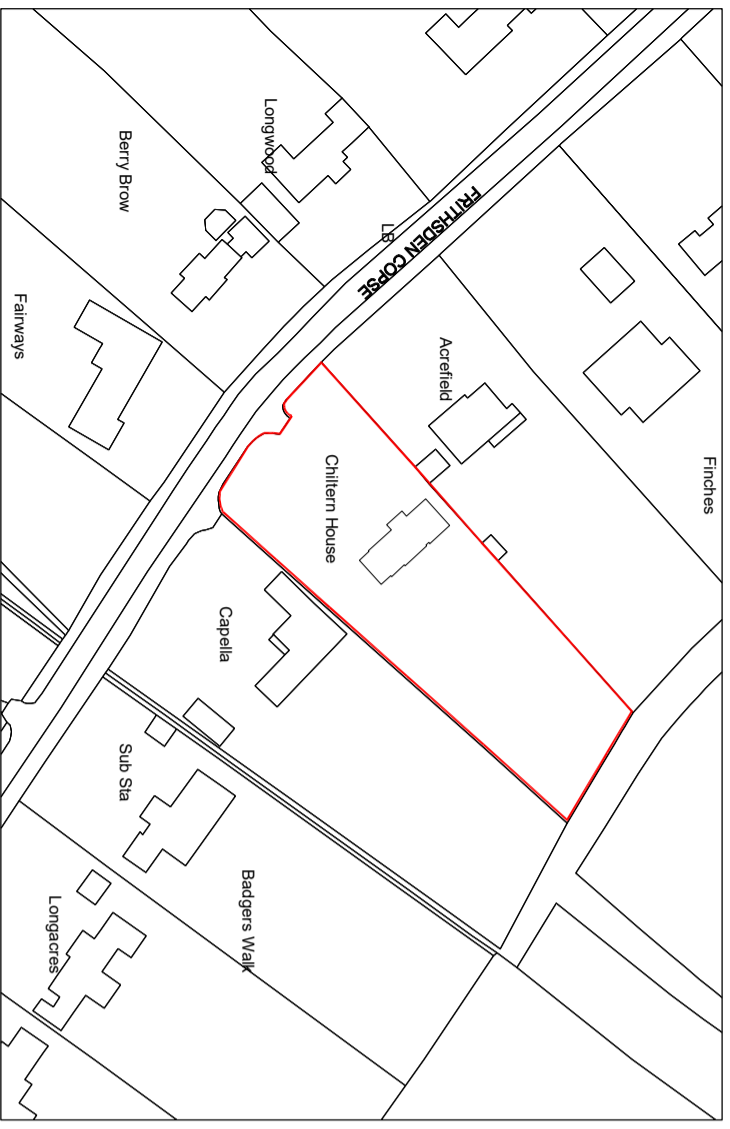 Longwood
Berry Brow
LB
FRITHSDEN COPSE
Fairways
Acrefield
Finches
Chiltern House
Capella
Sub Sta
Badgers Walk
Longacres